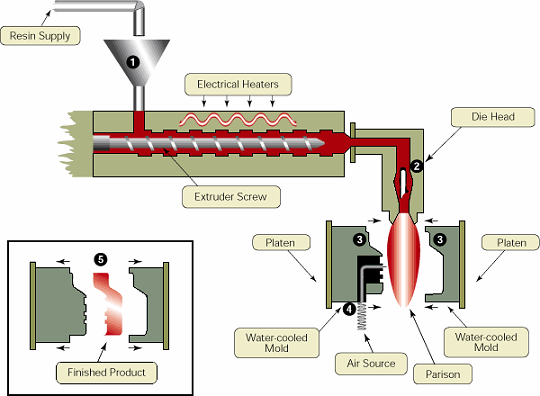 Resin Supply
1
Electrical Heaters
Die Head
2
Extruder Screw
3
3
Platen
Platen
5
4
Water-cooled
Mold
Water-cooled
Mold
Air Source
Parison
Finished Product